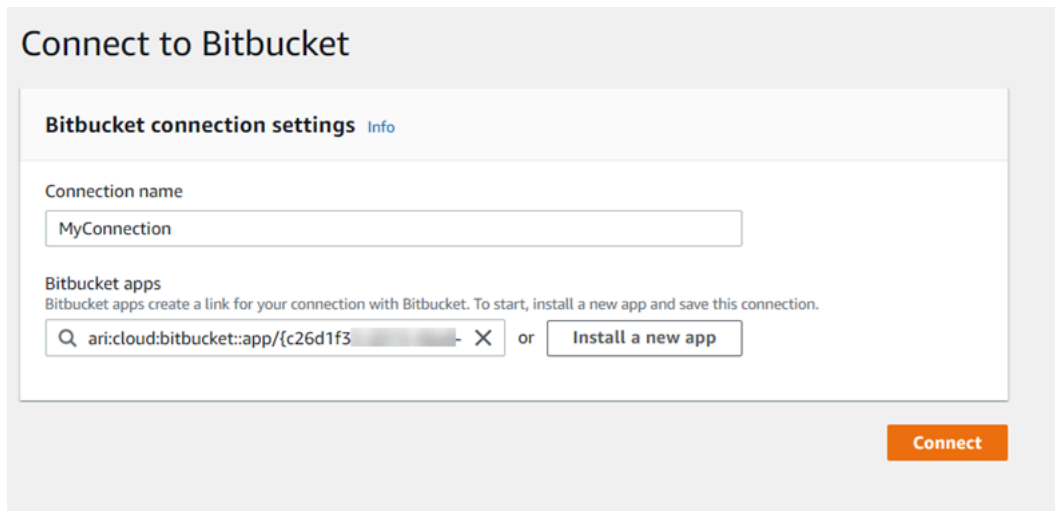 Connect to Bitbucket
Bitbucket connection settings Info
Connection name
MyConnection
Bitbucket apps
Bitbucket apps create a link for your connection with Bitbucket. To start, install a new app and save this connection.
ari:cloud:bitbucket::app/{c26d1f3 - or Install a new app
Connect